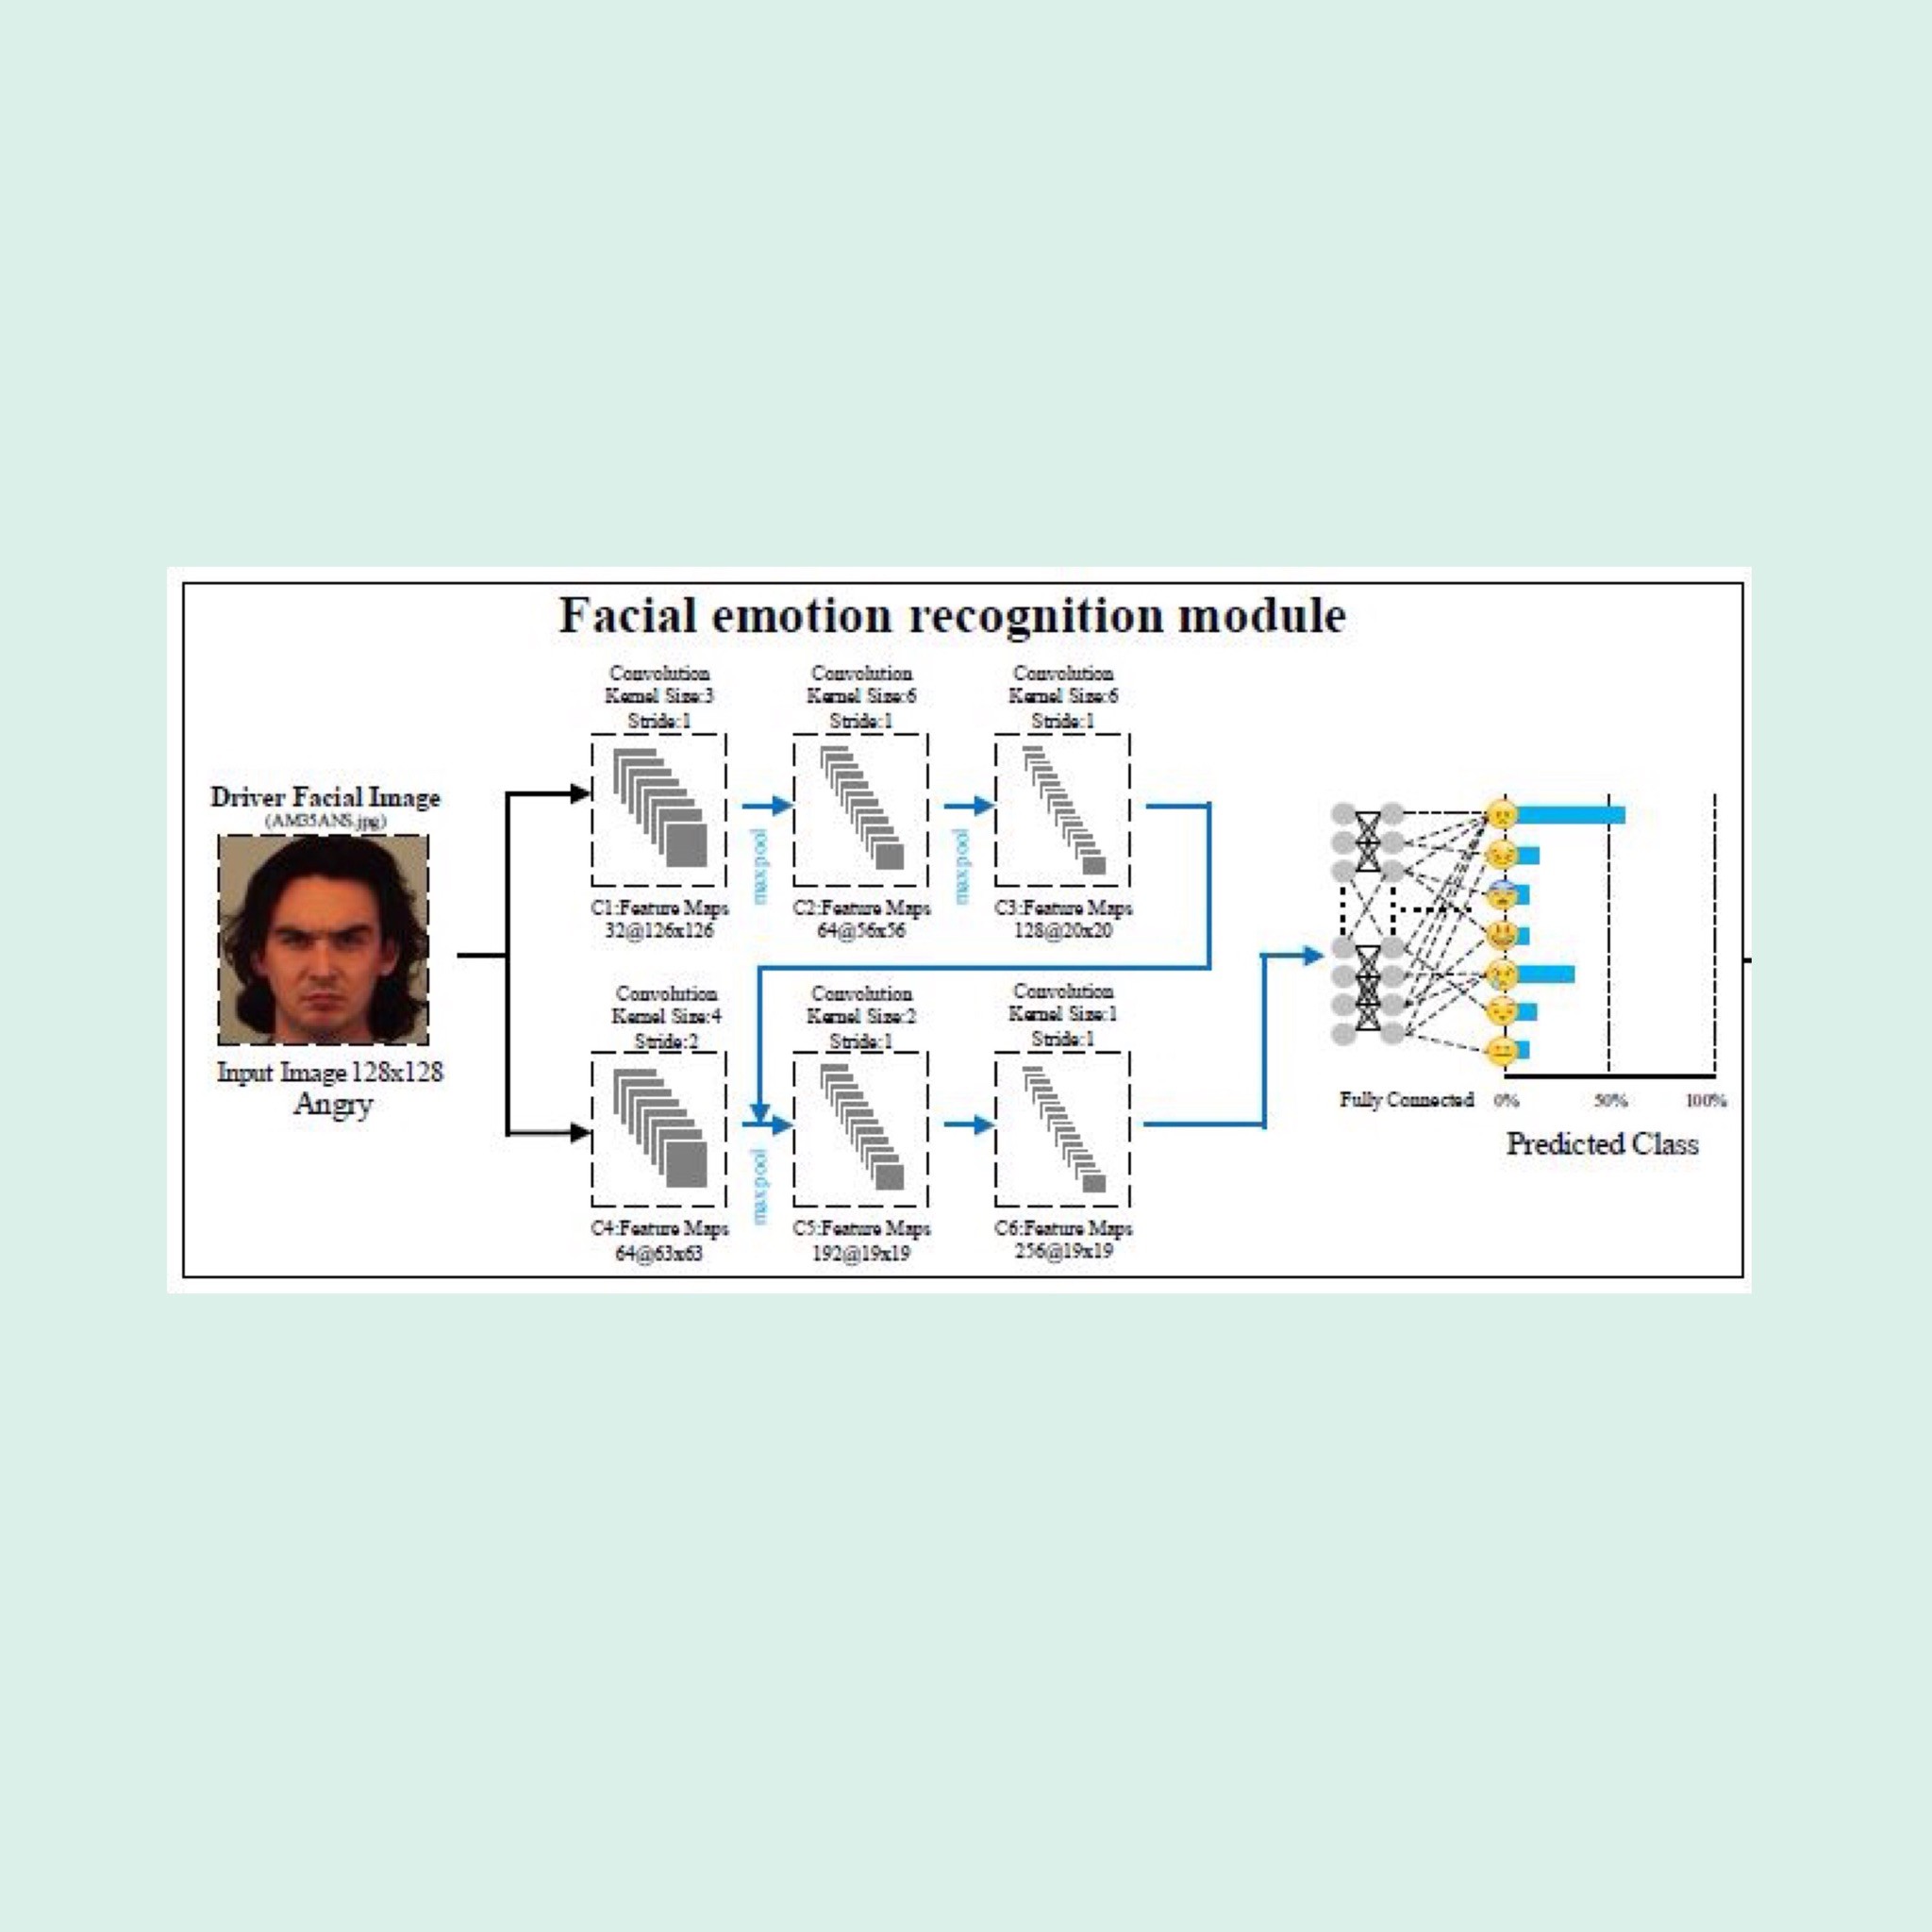 Facial emotion recognition module
Convolution
Kernel Size:3
Stride:1
Convolution
Kernel Size:6
Stride:1
Convolution
Kernel Size:6
Stride:1
Driver Facial Image
(AM35ANS.jpg)
Input Image 128x128
Angry
maxpool
maxpool
C1:Feature Maps
32@126x126
C2:Feature Maps
64@56x56
C3:Feature Maps
128@20x20
Convolution
Kernel Size:4
Stride:2
Convolution
Kernel Size:2
Stride:1
Convolution
Kernel Size:1
Stride:1
maxpool
C4:Feature Maps
64@63x63
C5:Feature Maps
192@19x19
C6:Feature Maps
256@19x19
Fully Connected
0%
50%
100%
Predicted Class